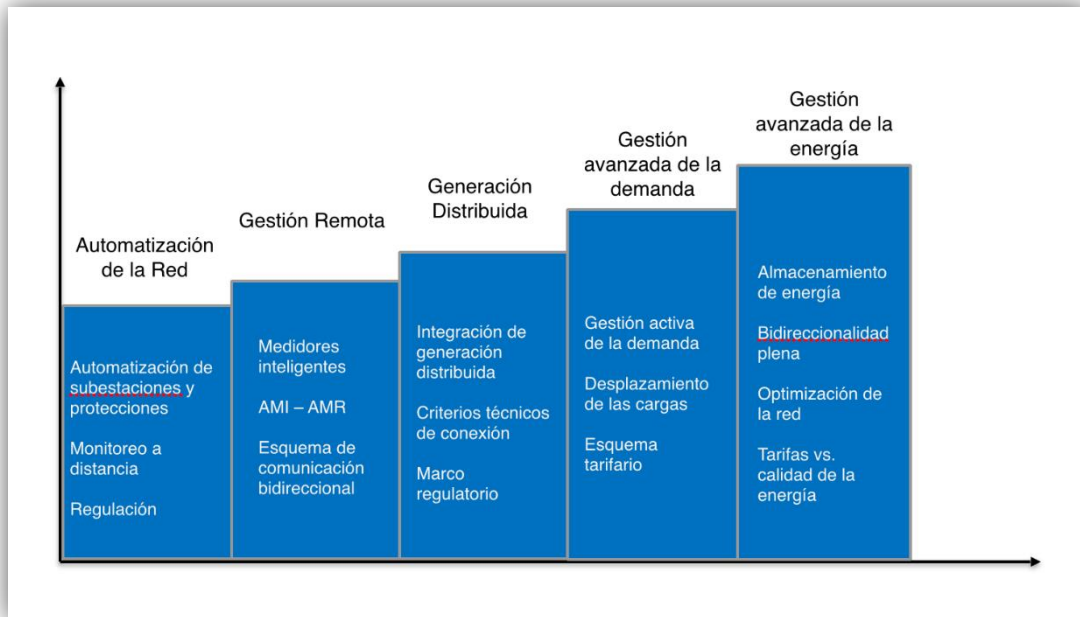 Automatización
de la Red
Automatización de
subestaciones y
protecciones
Monitoreo a
distancia
Regulación
Gestión Remota
Medidores
inteligentes
AMI – AMR
Esquema de
comunicación
bidireccional
Generación
Distribuida
Integración de
generación
distribuida
Criterios técnicos
de conexión
Marco
regulatorio
Gestión
avanzada de la
demanda
Gestión activa
de la demanda
Desplazamiento
de las cargas
Esquema
tarifario
Gestión
avanzada de la
energía
Almacenamiento
de energía
Bidireccionalidad
plena
Optimización de
la red
Tarifas vs.
calidad de la
energía